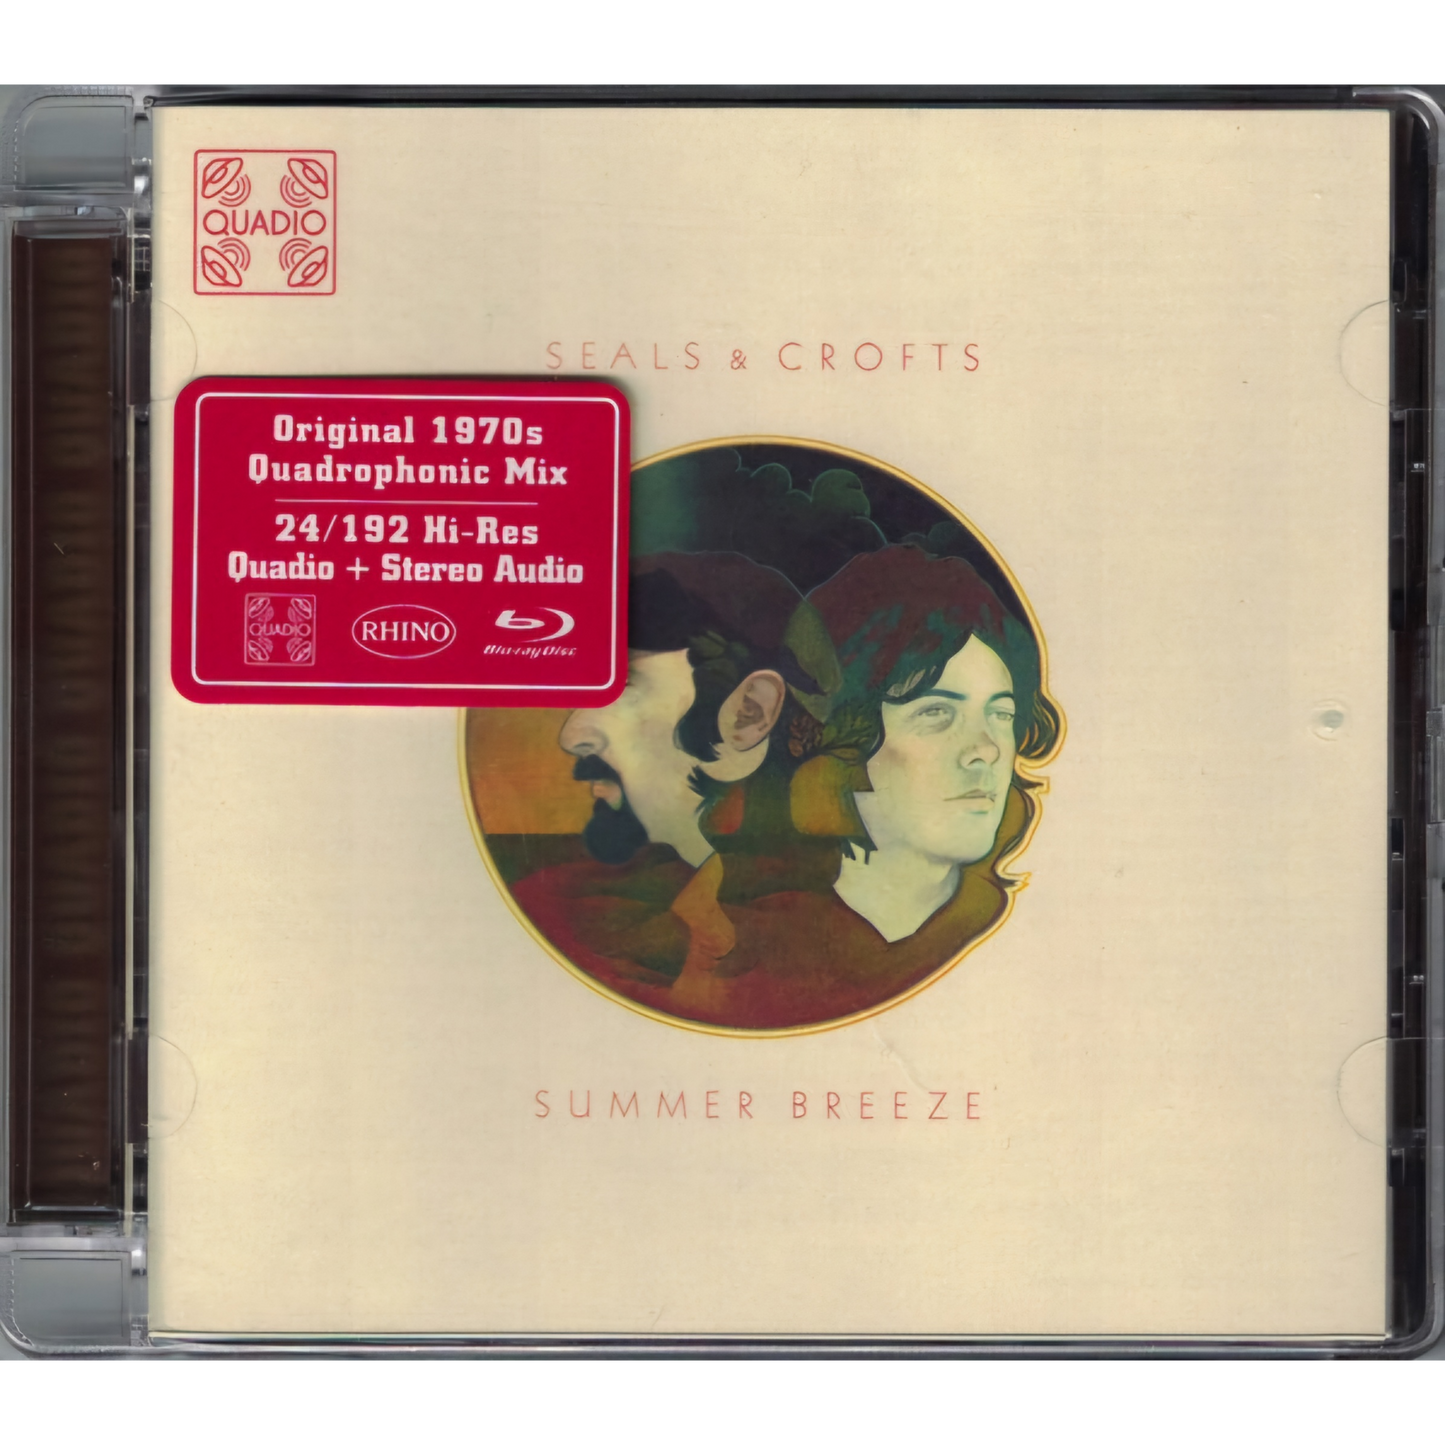 QUADIO
SEALS & CROFTS
Original 1970s
Quadrophonic Mix
24/192 Hi-Res
Quadio + Stereo Audio
QUADIO
RHINO
Blu-ray Disc
SUMMER BREEZE